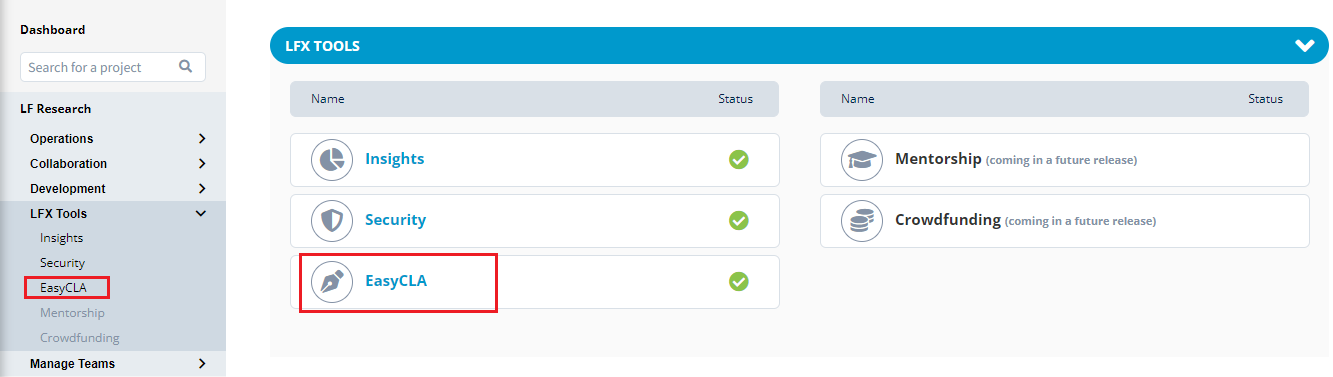 Dashboard
Search for a project
LF Research
Operations
Collaboration
Development
LFX Tools
Insights
Security
EasyCLA
Mentorship
Crowdfunding
Manage Teams
LFX TOOLS
Name Status
Insights
Security
EasyCLA
Name Status
Mentorship (coming in a future release)
Crowdfunding (coming in a future release)